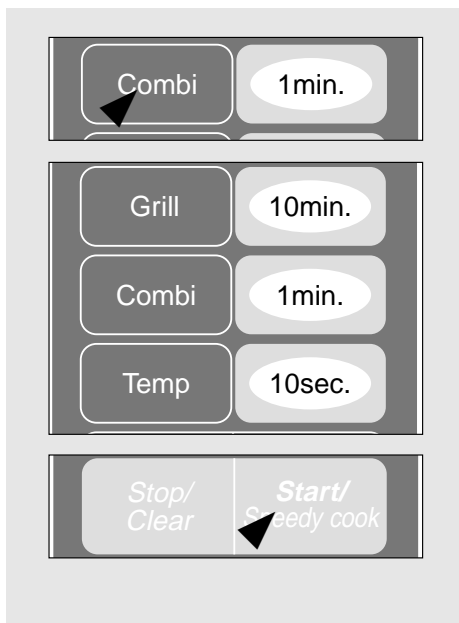 Combi 1min.
Grill 10min.
Combi 1min.
Temp 10sec.
Stop/ Start/
Clear Speedy cook